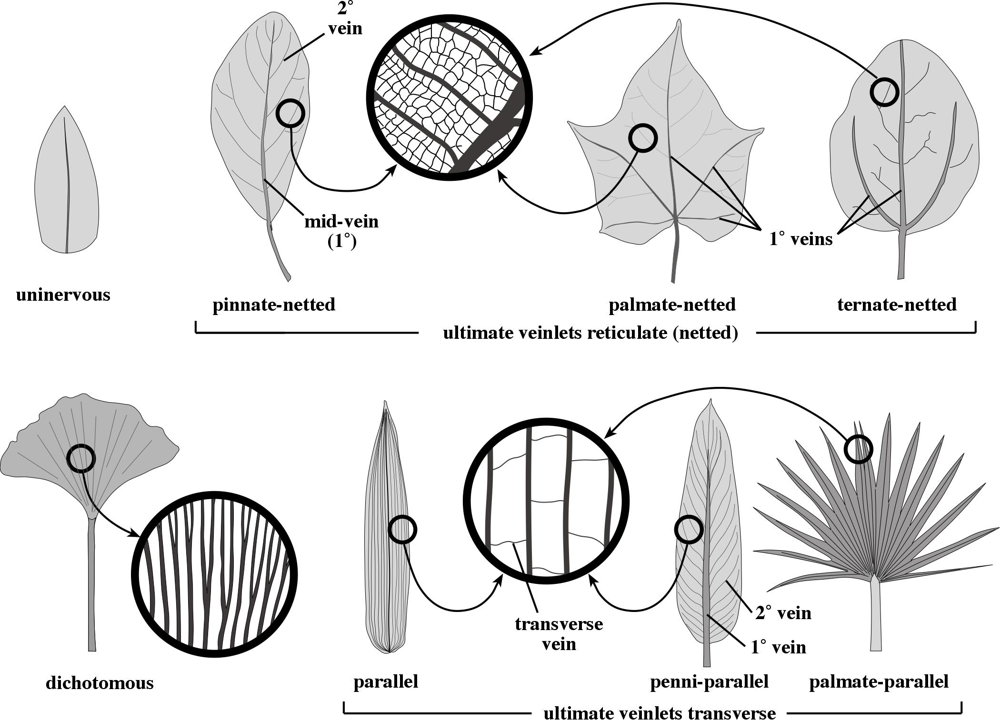 2°
vein
mid-vein
(1°)
1° veins
uninervous
pinnate-netted
palmate-netted
ternate-netted
ultimate veinlets reticulate (netted)
transverse
vein
2° vein
1° vein
dichotomous
parallel
penni-parallel
palmate-parallel
ultimate veinlets transverse